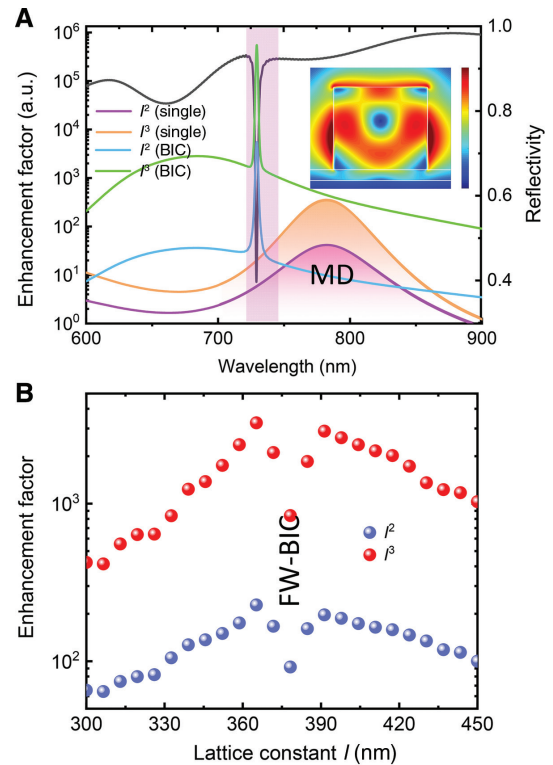 A
Enhancement factor (a.u.)
10⁶
10⁵
10⁴
10³
10²
10¹
10⁰
I² (single)
I³ (single)
I² (BIC)
I³ (BIC)
MD
1.0
0.8
0.6
0.4
Reflectivity
600
700
800
900
Wavelength (nm)
B
Enhancement factor
10³
10²
FW-BIC
I²
I³
300
330
360
390
420
450
Lattice constant l (nm)